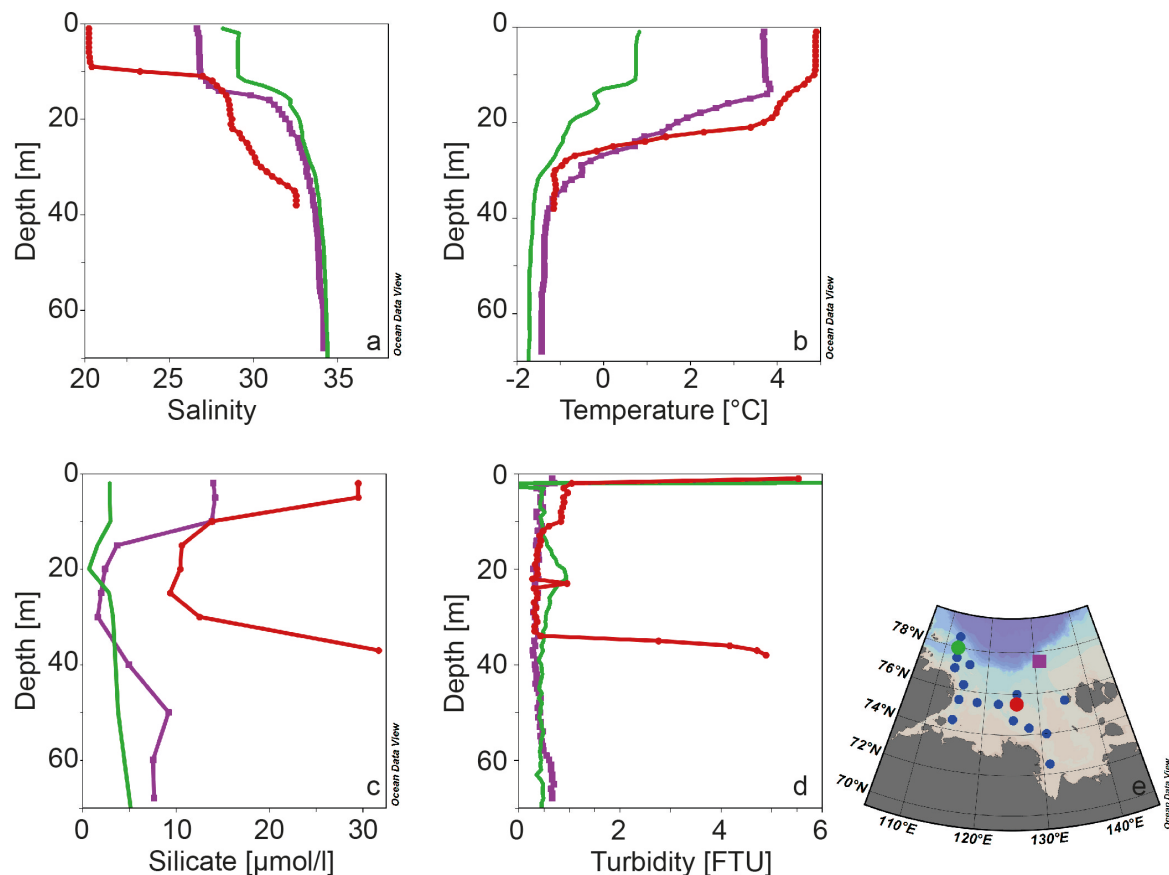 0
20
40
60
Depth [m]
20
25
30
35
Salinity
a
Ocean Data View
0
20
40
60
Depth [m]
-2
0
2
4
Temperature [°C]
b
Ocean Data View
0
20
40
60
Depth [m]
0
10
20
30
Silicate [µmol/l]
c
Ocean Data View
0
20
40
60
Depth [m]
0
2
4
6
Turbidity [FTU]
d
78°N
76°N
74°N
72°N
70°N
110°E
120°E
130°E
140°E
e
Ocean Data View